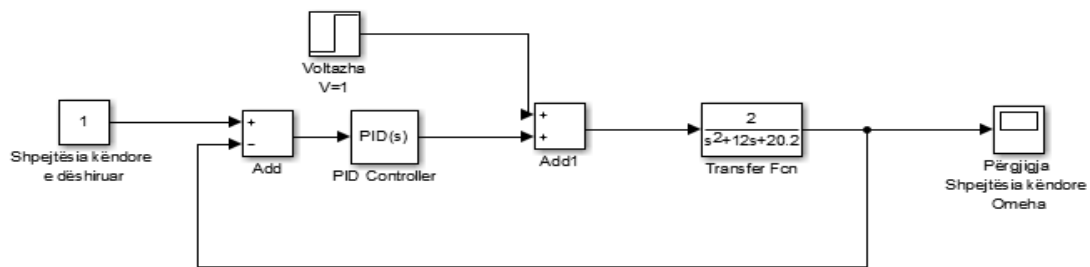 Voltazha
V=1
1
Shpejtësia këndore
e dëshiruar
+
−
Add
PID(s)
PID Controller
+
+
Add1
2
s²+12s+20.2
Transfer Fcn
Përgjigja
Shpejtësia këndore
Omeha